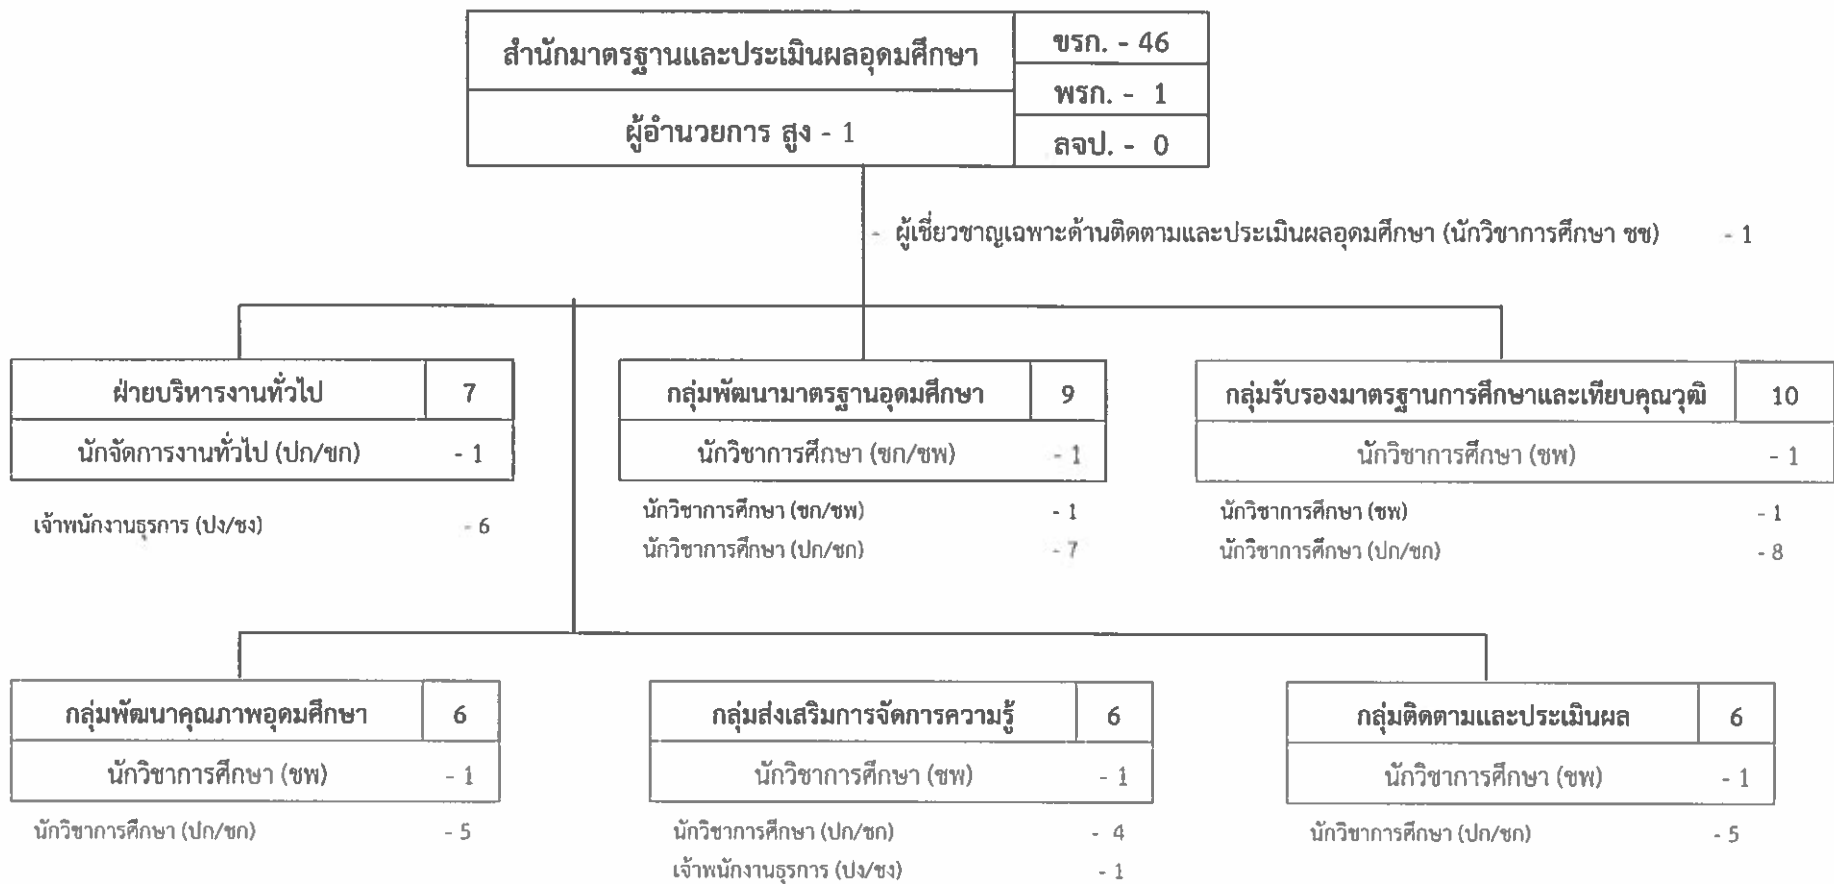 สำนักมาตรฐานและประเมินผลอุดมศึกษา
ขรก. - 46
พรก. - 1
ผู้อำนวยการ สูง - 1
ลจป. - 0
- ผู้เชี่ยวชาญเฉพาะด้านติดตามและประเมินผลอุดมศึกษา (นักวิชาการศึกษา ชช) - 1
ฝ่ายบริหารงานทั่วไป 7
นักจัดการงานทั่วไป (ปก/ชก) - 1
เจ้าพนักงานธุรการ (ปง/ชง) - 6
กลุ่มพัฒนามาตรฐานอุดมศึกษา 9
นักวิชาการศึกษา (ชก/ชพ) - 1
นักวิชาการศึกษา (ชก/ชพ) - 1
นักวิชาการศึกษา (ปก/ชก) - 7
กลุ่มรับรองมาตรฐานการศึกษาและเทียบคุณวุฒิ 10
นักวิชาการศึกษา (ชพ) - 1
นักวิชาการศึกษา (ชพ) - 1
นักวิชาการศึกษา (ปก/ชก) - 8
กลุ่มพัฒนาคุณภาพอุดมศึกษา 6
นักวิชาการศึกษา (ชพ) - 1
นักวิชาการศึกษา (ปก/ชก) - 5
กลุ่มส่งเสริมการจัดการความรู้ 6
นักวิชาการศึกษา (ชพ) - 1
นักวิชาการศึกษา (ปก/ชก) - 4
เจ้าพนักงานธุรการ (ปง/ชง) - 1
กลุ่มติดตามและประเมินผล 6
นักวิชาการศึกษา (ชพ) - 1
นักวิชาการศึกษา (ปก/ชก) - 5